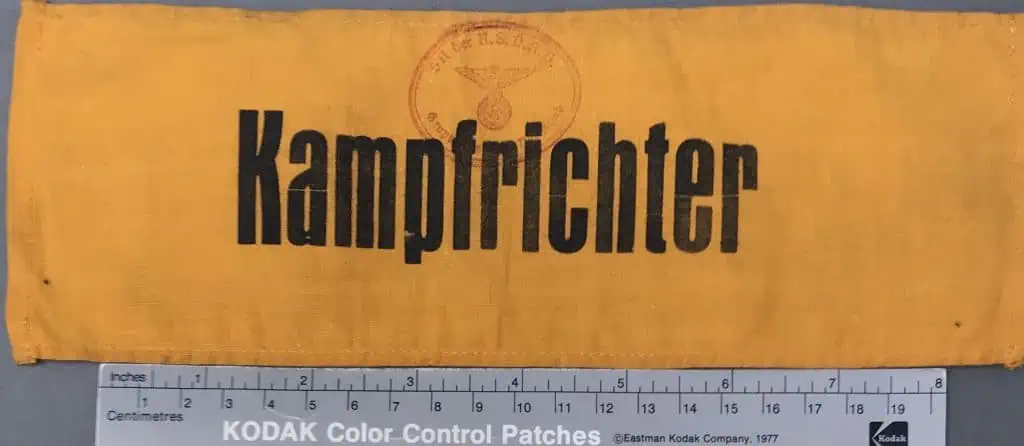 SA der N.S.D.A.P.
Kampfrichter
Inches 1 2 3 4 5 6 7 8
1 2 3 4 5 6 7 8 9 10 11 12 13 14 15 16 17 18 19
Centimetres
KODAK Color Control Patches ©Eastman Kodak Company, 1977 Kodak